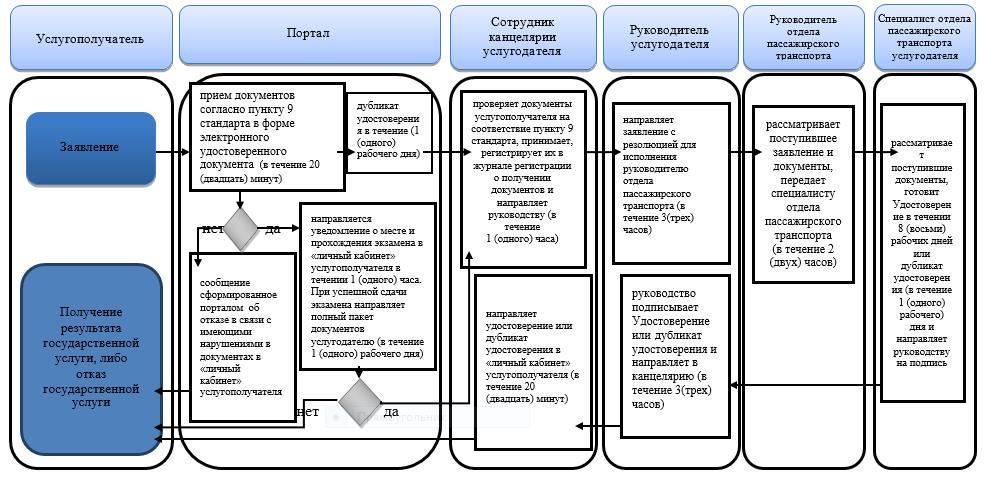 Услугополучатель
Портал
Сотрудник
канцелярии
услугодателя
Руководитель
услугодателя
Руководитель
отдела
пассажирского
транспорта
Специалист отдела
пассажирского
транспорта
услугодателя
Заявление
прием документов
согласно пункту 9
стандарта в форме
электронного
удостоверенного
документа (в течение 20
(двадцать) минут)
дубликат
удостоверени
я в течение (1
(одного)
рабочего дня)
нет
да
направляется
уведомление о месте и
прохождения экзамена в
«личный кабинет»
услугополучателя в
течении 1 (одного) часа.
При успешной сдачи
экзамена направляет
полный пакет
документов
услугодателю (в течение
1 (одного) рабочего дня)
сообщение
сформированное
порталом об
отказе в связи с
имеющими
нарушениями в
документах в
«личный
кабинет»
услугополучателя
нет
да
проверяет документы
услугополучателя на
соответствие пункту 9
стандарта, принимает,
регистрирует их в
журнале регистрации
о получении
документов и
направляет
руководству (в
течение
1 (одного) часа)
направляет
удостоверение или
дубликат
удостоверения в
«личный кабинет»
услугополучателя (в
течение 20
(двадцать) минут)
направляет
заявление с
резолюцией для
исполнения
руководителю
отдела
пассажирского
транспорта (в
течение 3(трех)
часов)
руководство
подписывает
Удостоверение
или дубликат
удостоверения и
направляет в
канцелярию (в
течение 3(трех)
часов)
рассматривает
поступившее
заявление и
документы,
передает
специалисту
отдела
пассажирского
транспорта
(в течение 2
(двух) часов)
рассматривае
т
поступившие
документы,
готовит
Удостоверен
ие в течении
8 (восьми)
рабочих дней
или
дубликат
удостоверен
ия (в течение
1 (одного)
рабочего)
дня и
направляет
руководству
на подпись
Получение
результата
государственной
услуги, либо
отказ
государственной
услуги